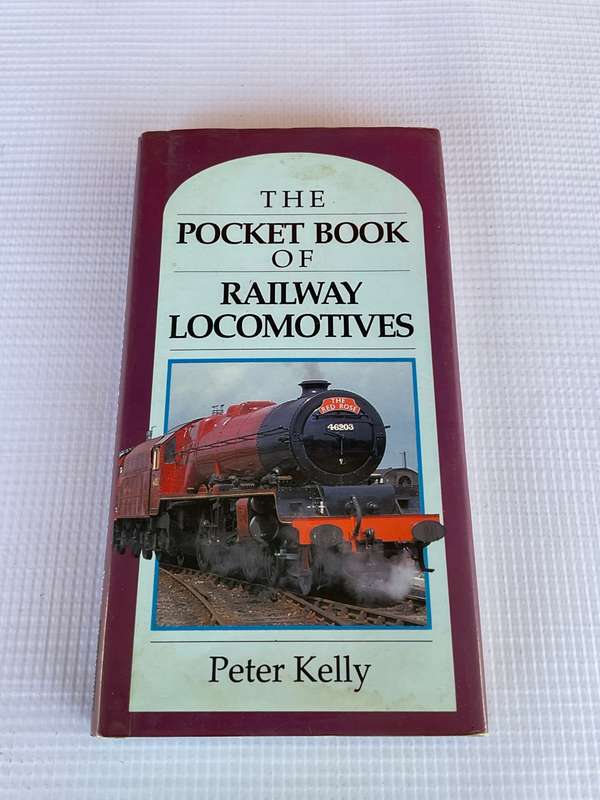 THE
POCKET BOOK
OF
RAILWAY
LOCOMOTIVES
THE
RED ROSE
46203
Peter Kelly